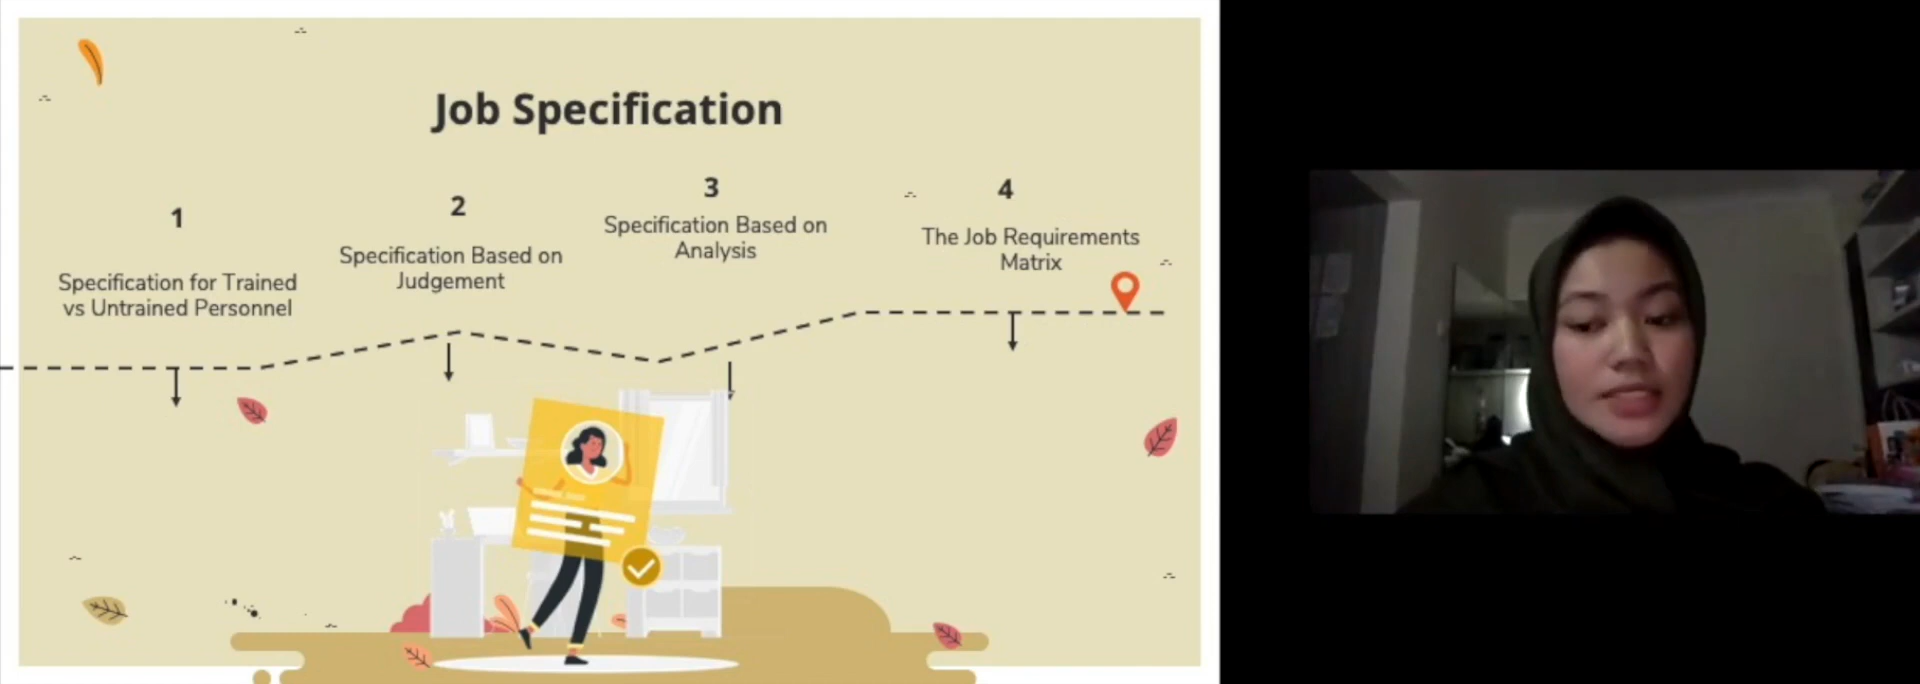 Job Specification
1
Specification for Trained
vs Untrained Personnel
2
Specification Based on
Judgement
3
Specification Based on
Analysis
4
The Job Requirements
Matrix